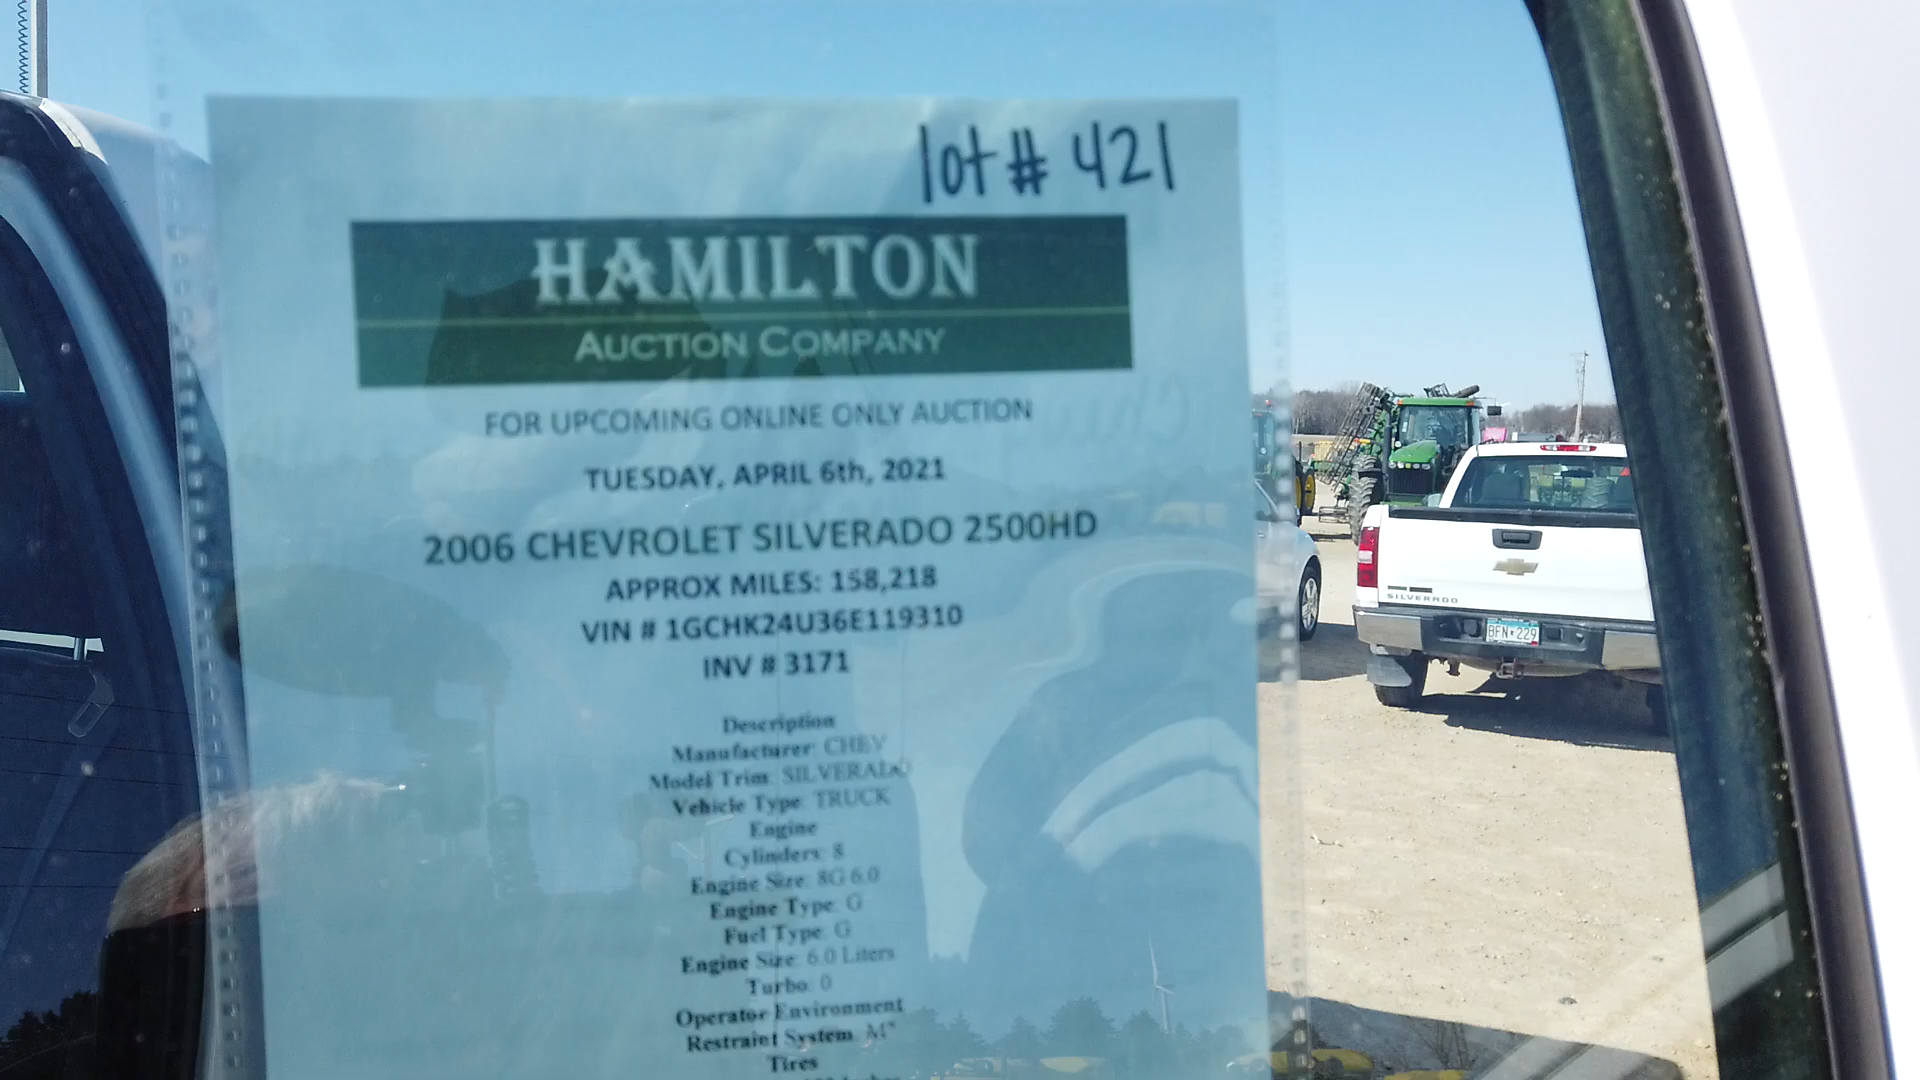 lot # 421
HAMILTON
AUCTION COMPANY
FOR UPCOMING ONLINE ONLY AUCTION
TUESDAY, APRIL 6th, 2021
2006 CHEVROLET SILVERADO 2500HD
APPROX MILES: 158,218
VIN # 1GCHK24U36E119310
INV # 3171
Description
Manufacturer: CHEV
Model Trim: SILVERADO
Vehicle Type: TRUCK
Engine
Cylinders: 8
Engine Size: 8G 6.0
Engine Type: G
Fuel Type: G
Engine Size: 6.0 Liters
Turbo: 0
Operator Environment
Restraint System: M"
Tires
SILVERADO
BFN 229